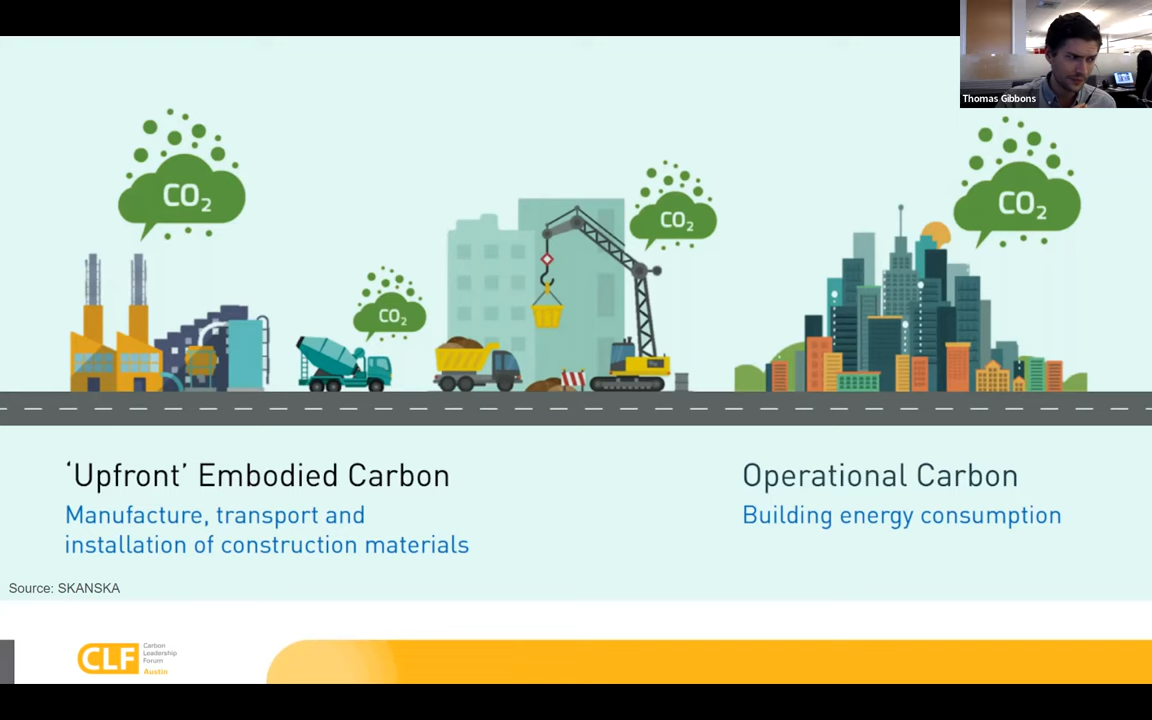 Thomas Gibbons
CO2
CO2
CO2
CO2
‘Upfront’ Embodied Carbon
Manufacture, transport and
installation of construction materials
Operational Carbon
Building energy consumption
Source: SKANSKA
CLF
Carbon
Leadership
Forum
Austin